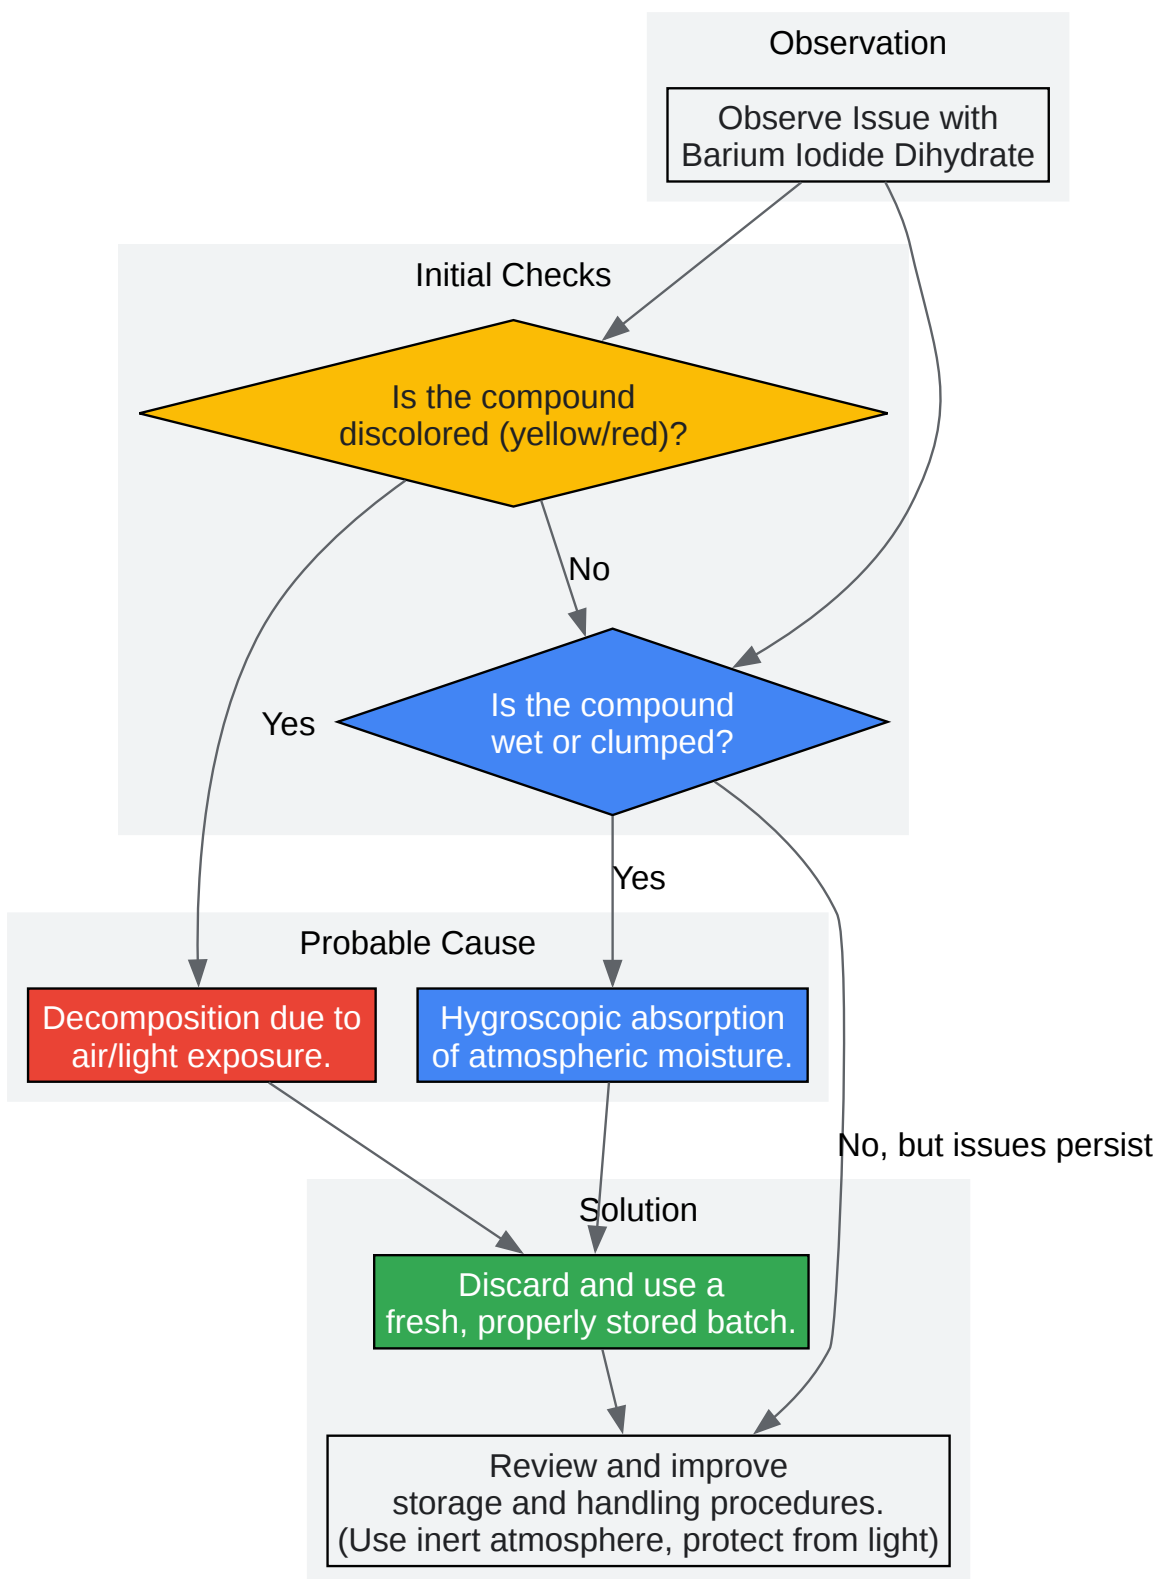 Observation
Observe Issue with
Barium Iodide Dihydrate
Initial Checks
Is the compound
discolored (yellow/red)?
No
Is the compound
wet or clumped?
Yes
Yes
Probable Cause
Decomposition due to
air/light exposure.
Hygroscopic absorption
of atmospheric moisture.
No, but issues persist
Solution
Discard and use a
fresh, properly stored batch.
Review and improve
storage and handling procedures.
(Use inert atmosphere, protect from light)